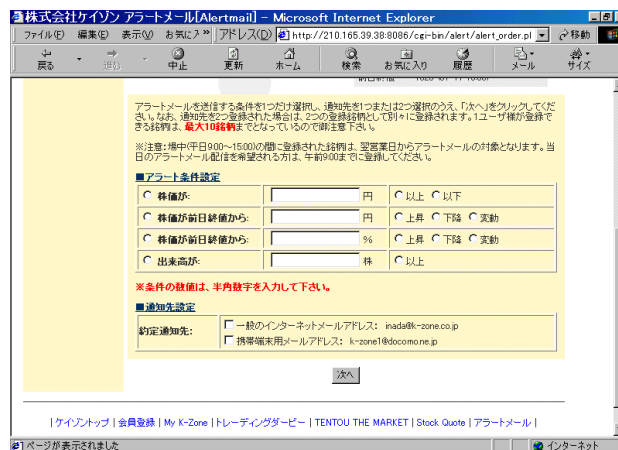 株式会社ケイゾン アラートメール[Alertmail] - Microsoft Internet Explorer
ファイル(F) 編集(E) 表示(V) お気に入 » アドレス(D) http://210.165.39.38:8086/cgi-bin/alert/alert_order.pl 移動
戻る 進む 中止 更新 ホーム 検索 お気に入り 履歴 メール サイズ
アラートメールを送信する条件を1つだけ選択し、通知先を1つまたは2つ選択のうえ、「次へ」をクリックしてくだ
さい。なお、通知先を2つ登録された場合は、2つの登録銘柄として別々に登録されます。1ユーザ様が登録で
きる銘柄は、最大10銘柄までとなっているので御注意下さい。
※注意:場中(平日9:00~15:00)の間に登録された銘柄は、翌営業日からアラートメールの対象となります。当
日のアラートメール配信を希望される方は、午前9:00までに登録してください。
■アラート条件設定
株価が: 円 以上 以下
株価が前日終値から: 円 上昇 下降 変動
株価が前日終値から: % 上昇 下降 変動
出来高が: 株 以上
※条件の数値は、半角数字を入力して下さい。
■通知先設定
約定通知先: 一般のインターネットメールアドレス: inada@k-zone.co.jp
携帯端末用メールアドレス: k-zone1@docomo.ne.jp
次へ
| ケイゾントップ | 会員登録 | My K-Zone | トレーディングダービー | TENTOU THE MARKET | Stock Quote | アラートメール |
ページが表示されました インターネット